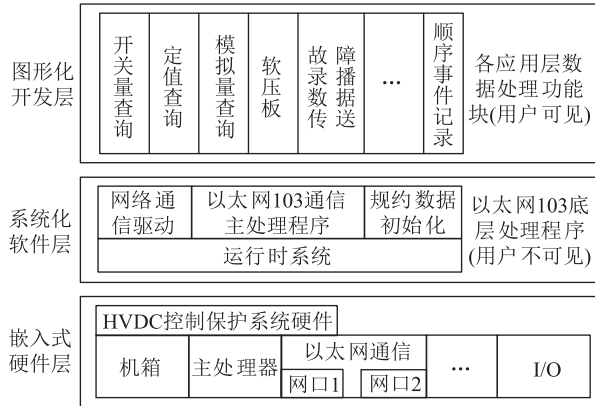 图形化
开发层
开关量查询
定值查询
模拟量查询
软压板
故障
录播
数据
传送
…
顺序事件记录
各应用层数
据处理功能
块(用户可见)
系统化
软件层
网络通
信驱动
以太网103通信
主处理程序
规约数据
初始化
运行时系统
以太网103底
层处理程序
(用户不可见)
嵌入式
硬件层
HVDC控制保护系统硬件
机箱
主处理器
以太网通信
网口1
网口2
…
I/O